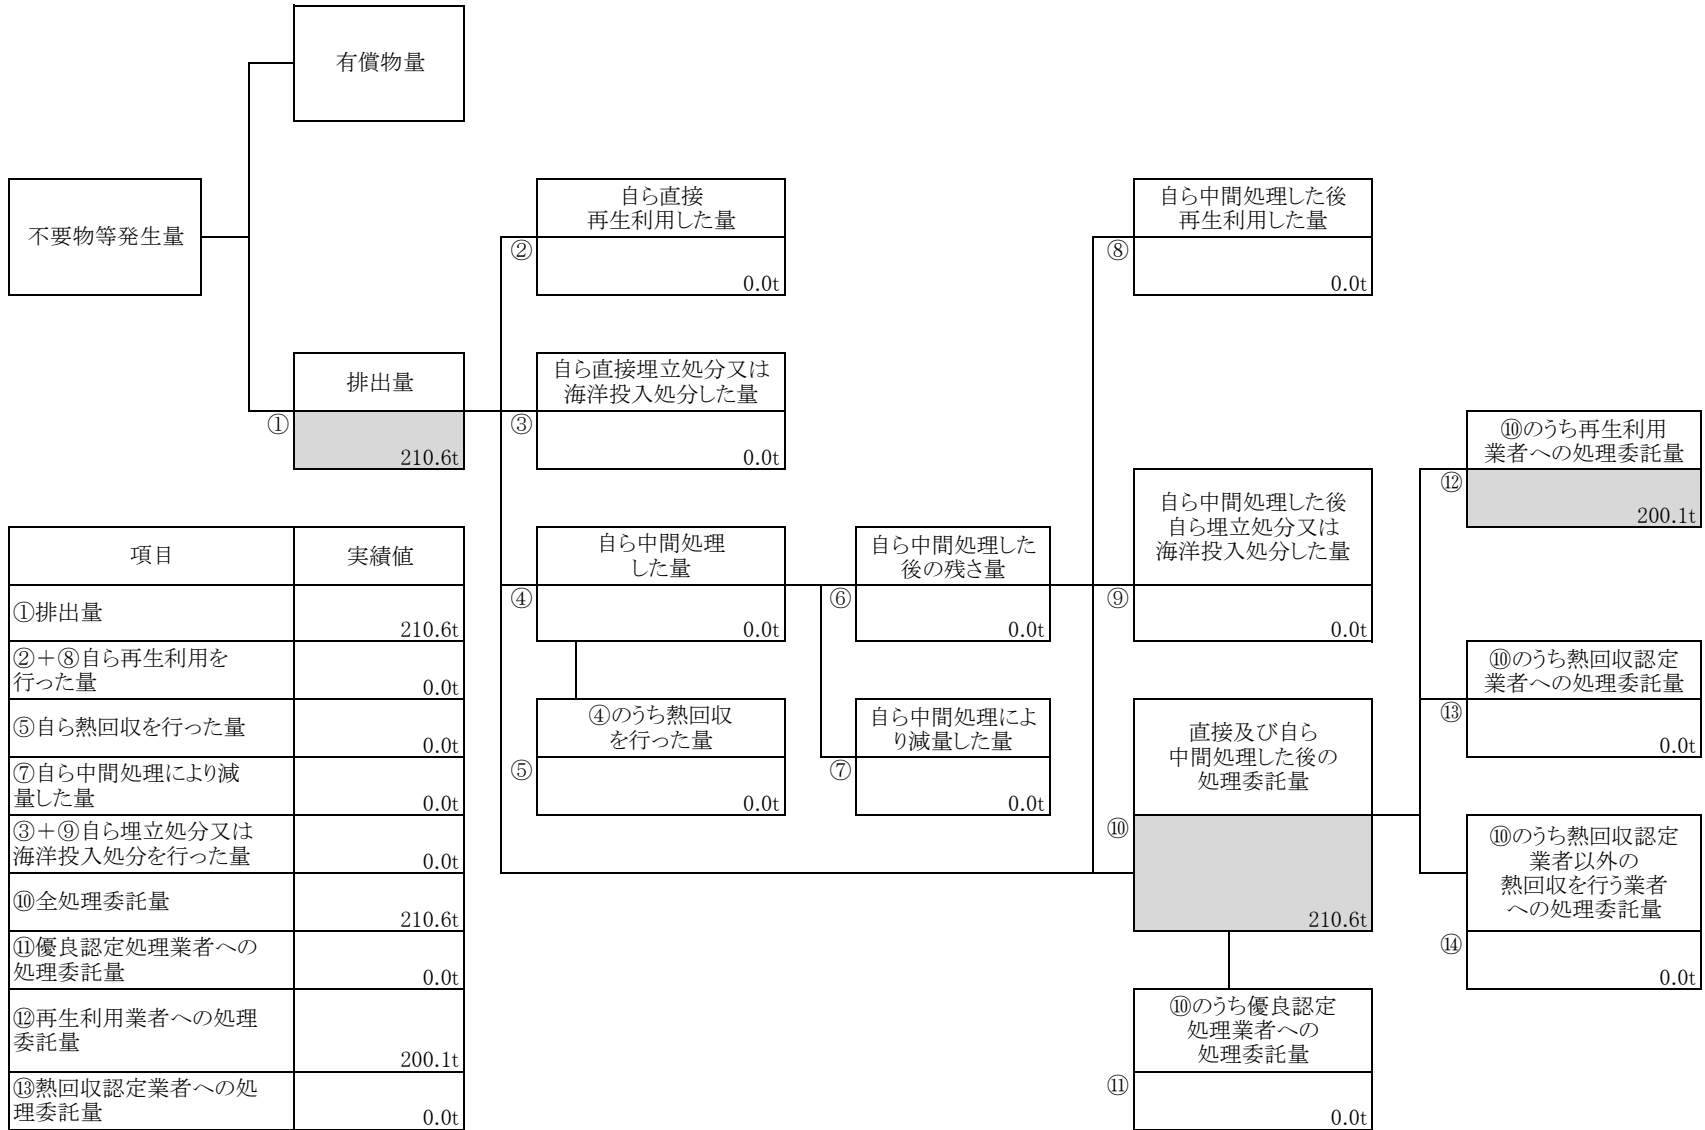 有償物量
不要物等発生量
排出量
①
210.6t
自ら直接
再生利用した量
②
0.0t
自ら直接埋立処分又は
海洋投入処分した量
③
0.0t
自ら中間処理
した量
④
0.0t
④のうち熱回収
を行った量
⑤
0.0t
自ら中間処理した
後の残さ量
⑥
0.0t
自ら中間処理によ
り減量した量
⑦
0.0t
自ら中間処理した後
再生利用した量
⑧
0.0t
自ら中間処理した後
自ら埋立処分又は
海洋投入処分した量
⑨
0.0t
直接及び自ら
中間処理した後の
処理委託量
⑩
210.6t
⑩のうち優良認定
処理業者への
処理委託量
⑪
0.0t
⑩のうち再生利用
業者への処理委託量
⑫
200.1t
⑩のうち熱回収認定
業者への処理委託量
⑬
0.0t
⑩のうち熱回収認定
業者以外の
熱回収を行う業者
への処理委託量
⑭
0.0t
項目 実績値
①排出量
210.6t
②+⑧自ら再生利用を
行った量
0.0t
⑤自ら熱回収を行った量
0.0t
⑦自ら中間処理により減
量した量
0.0t
③+⑨自ら埋立処分又は
海洋投入処分を行った量
0.0t
⑩全処理委託量
210.6t
⑪優良認定処理業者への
処理委託量
0.0t
⑫再生利用業者への処理
委託量
200.1t
⑬熱回収認定業者への処
理委託量
0.0t